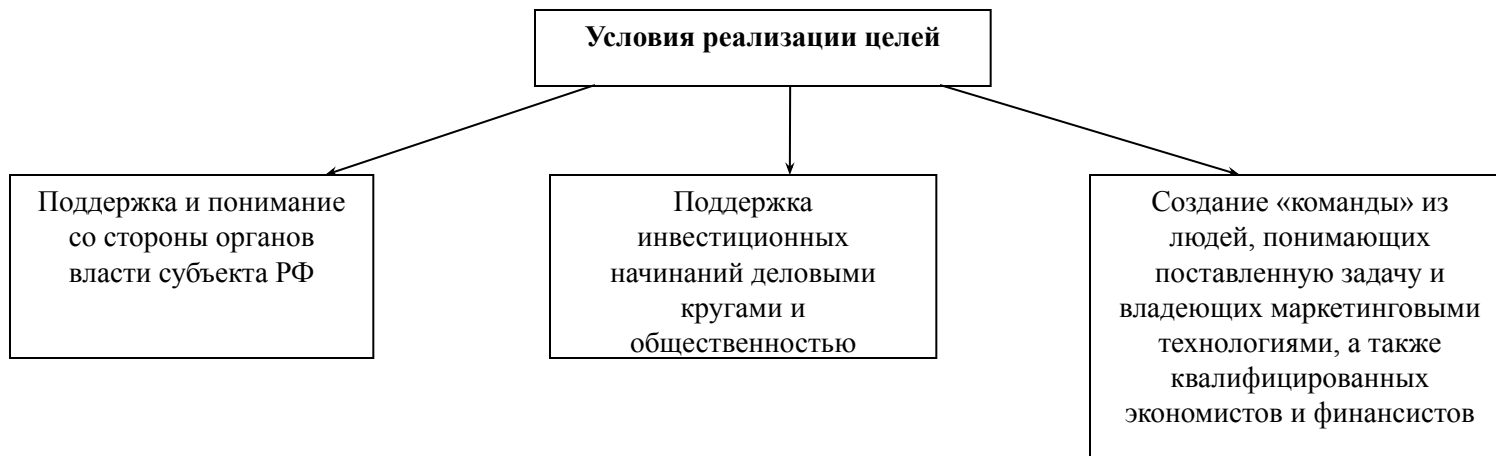 Условия реализации целей
Поддержка и понимание
со стороны органов
власти субъекта РФ
Поддержка
инвестиционных
начинаний деловыми
кругами и
общественностью
Создание «команды» из
людей, понимающих
поставленную задачу и
владеющих маркетинговыми
технологиями, а также
квалифицированных
экономистов и финансистов